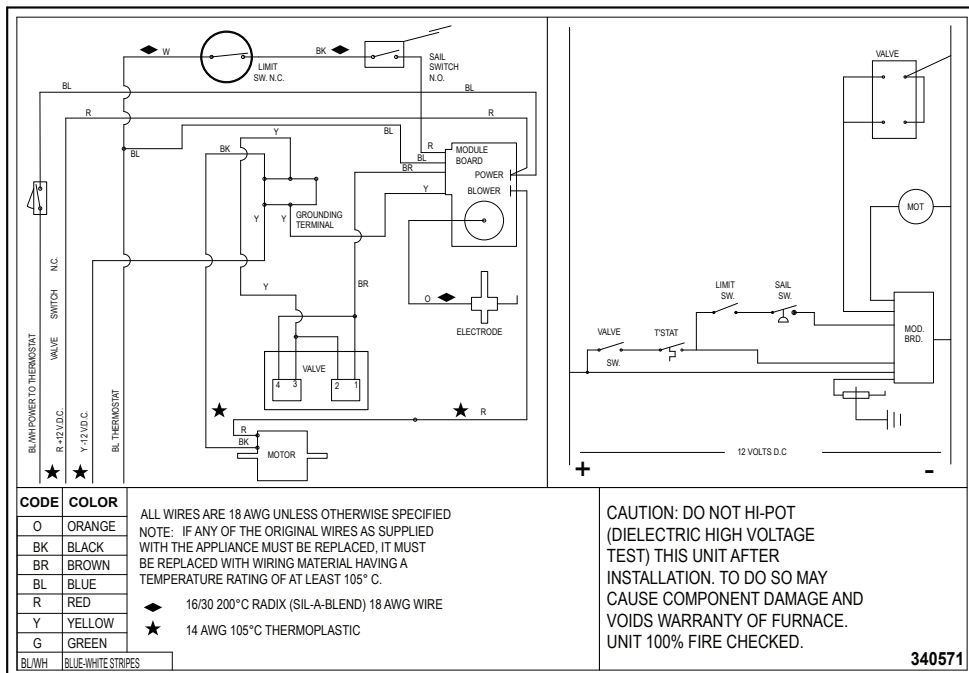 W
LIMIT
SW. N.C.
BK
SAIL
SWITCH
N.O.
BL
BL
R
R
BL
BL
Y
BK
R
BL
BR
MODULE
BOARD
POWER
BLOWER
Y
Y
Y
GROUNDING
TERMINAL
Y
BR
O
ELECTRODE
VALVE
4 3 2 1
R
R
BK
MOTOR
BL/WH POWER TO THERMOSTAT
R +12 V.D.C.
VALVE SWITCH N.C.
Y -12 V.D.C.
BL THERMOSTAT
VALVE
MOT
LIMIT
SW.
SAIL
SW.
VALVE
SW.
T'STAT
MOD.
BRD.
12 VOLTS D.C
+ -
CODE COLOR
O ORANGE
BK BLACK
BR BROWN
BL BLUE
R RED
Y YELLOW
G GREEN
BL/WH BLUE-WHITE STRIPES
ALL WIRES ARE 18 AWG UNLESS OTHERWISE SPECIFIED
NOTE: IF ANY OF THE ORIGINAL WIRES AS SUPPLIED
WITH THE APPLIANCE MUST BE REPLACED, IT MUST
BE REPLACED WITH WIRING MATERIAL HAVING A
TEMPERATURE RATING OF AT LEAST 105° C.
16/30 200°C RADIX (SIL-A-BLEND) 18 AWG WIRE
14 AWG 105°C THERMOPLASTIC
CAUTION: DO NOT HI-POT
(DIELECTRIC HIGH VOLTAGE
TEST) THIS UNIT AFTER
INSTALLATION. TO DO SO MAY
CAUSE COMPONENT DAMAGE AND
VOIDS WARRANTY OF FURNACE.
UNIT 100% FIRE CHECKED.
340571